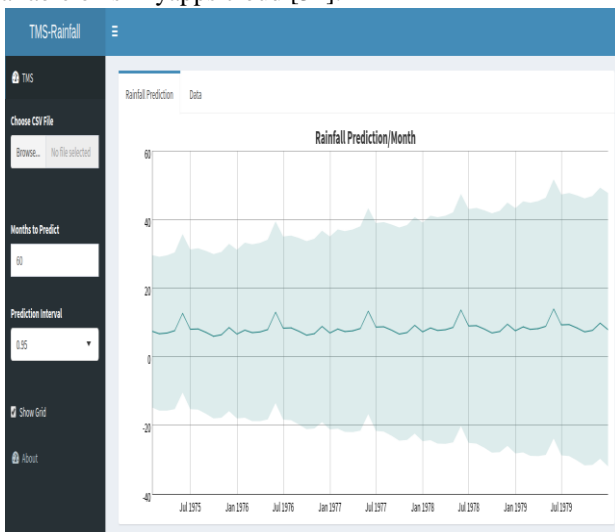 TMS-Rainfall
TMS
Choose CSV File
Browse... No file selected
Months to Predict
60
Prediction Interval
0.95
Show Grid
About
Rainfall Prediction Data
Rainfall Prediction/Month
60
40
20
0
-20
-40
Jul 1975 Jan 1976 Jul 1976 Jan 1977 Jul 1977 Jan 1978 Jul 1978 Jan 1979 Jul 1979